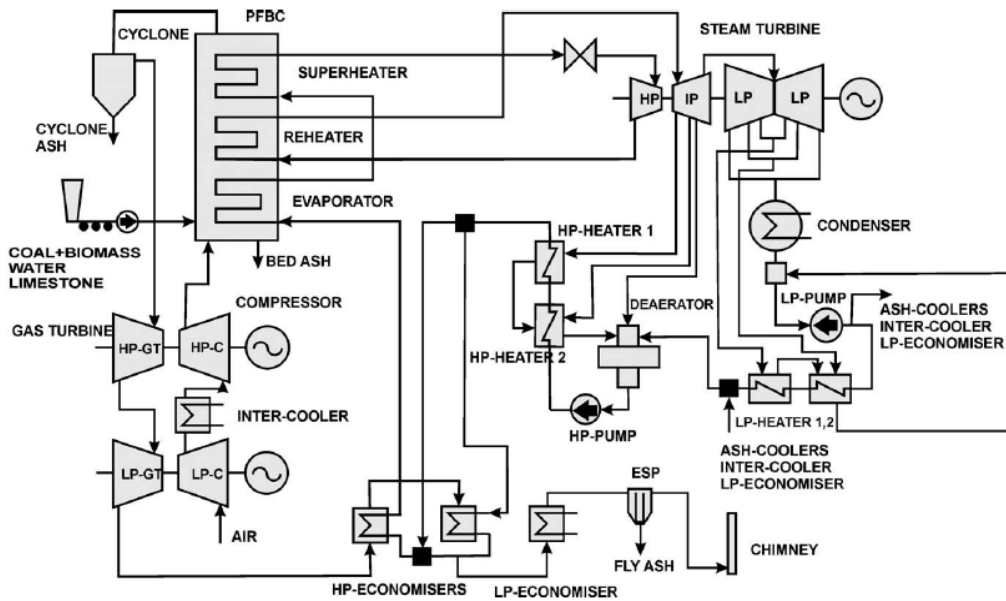 PFBC
CYCLONE
STEAM TURBINE
SUPERHEATER
HP
IP
LP
LP
CYCLONE
ASH
REHEATER
EVAPORATOR
CONDENSER
HP-HEATER 1
COAL+BIOMASS
WATER
LIMESTONE
BED ASH
LP-PUMP
ASH-COOLERS
INTER-COOLER
LP-ECONOMISER
COMPRESSOR
DEAERATOR
GAS TURBINE
HP-GT
HP-C
HP-HEATER 2
INTER-COOLER
HP-PUMP
LP-HEATER 1,2
ASH-COOLERS
INTER-COOLER
LP-ECONOMISER
LP-GT
LP-C
ESP
AIR
FLY ASH
CHIMNEY
HP-ECONOMISERS
LP-ECONOMISER